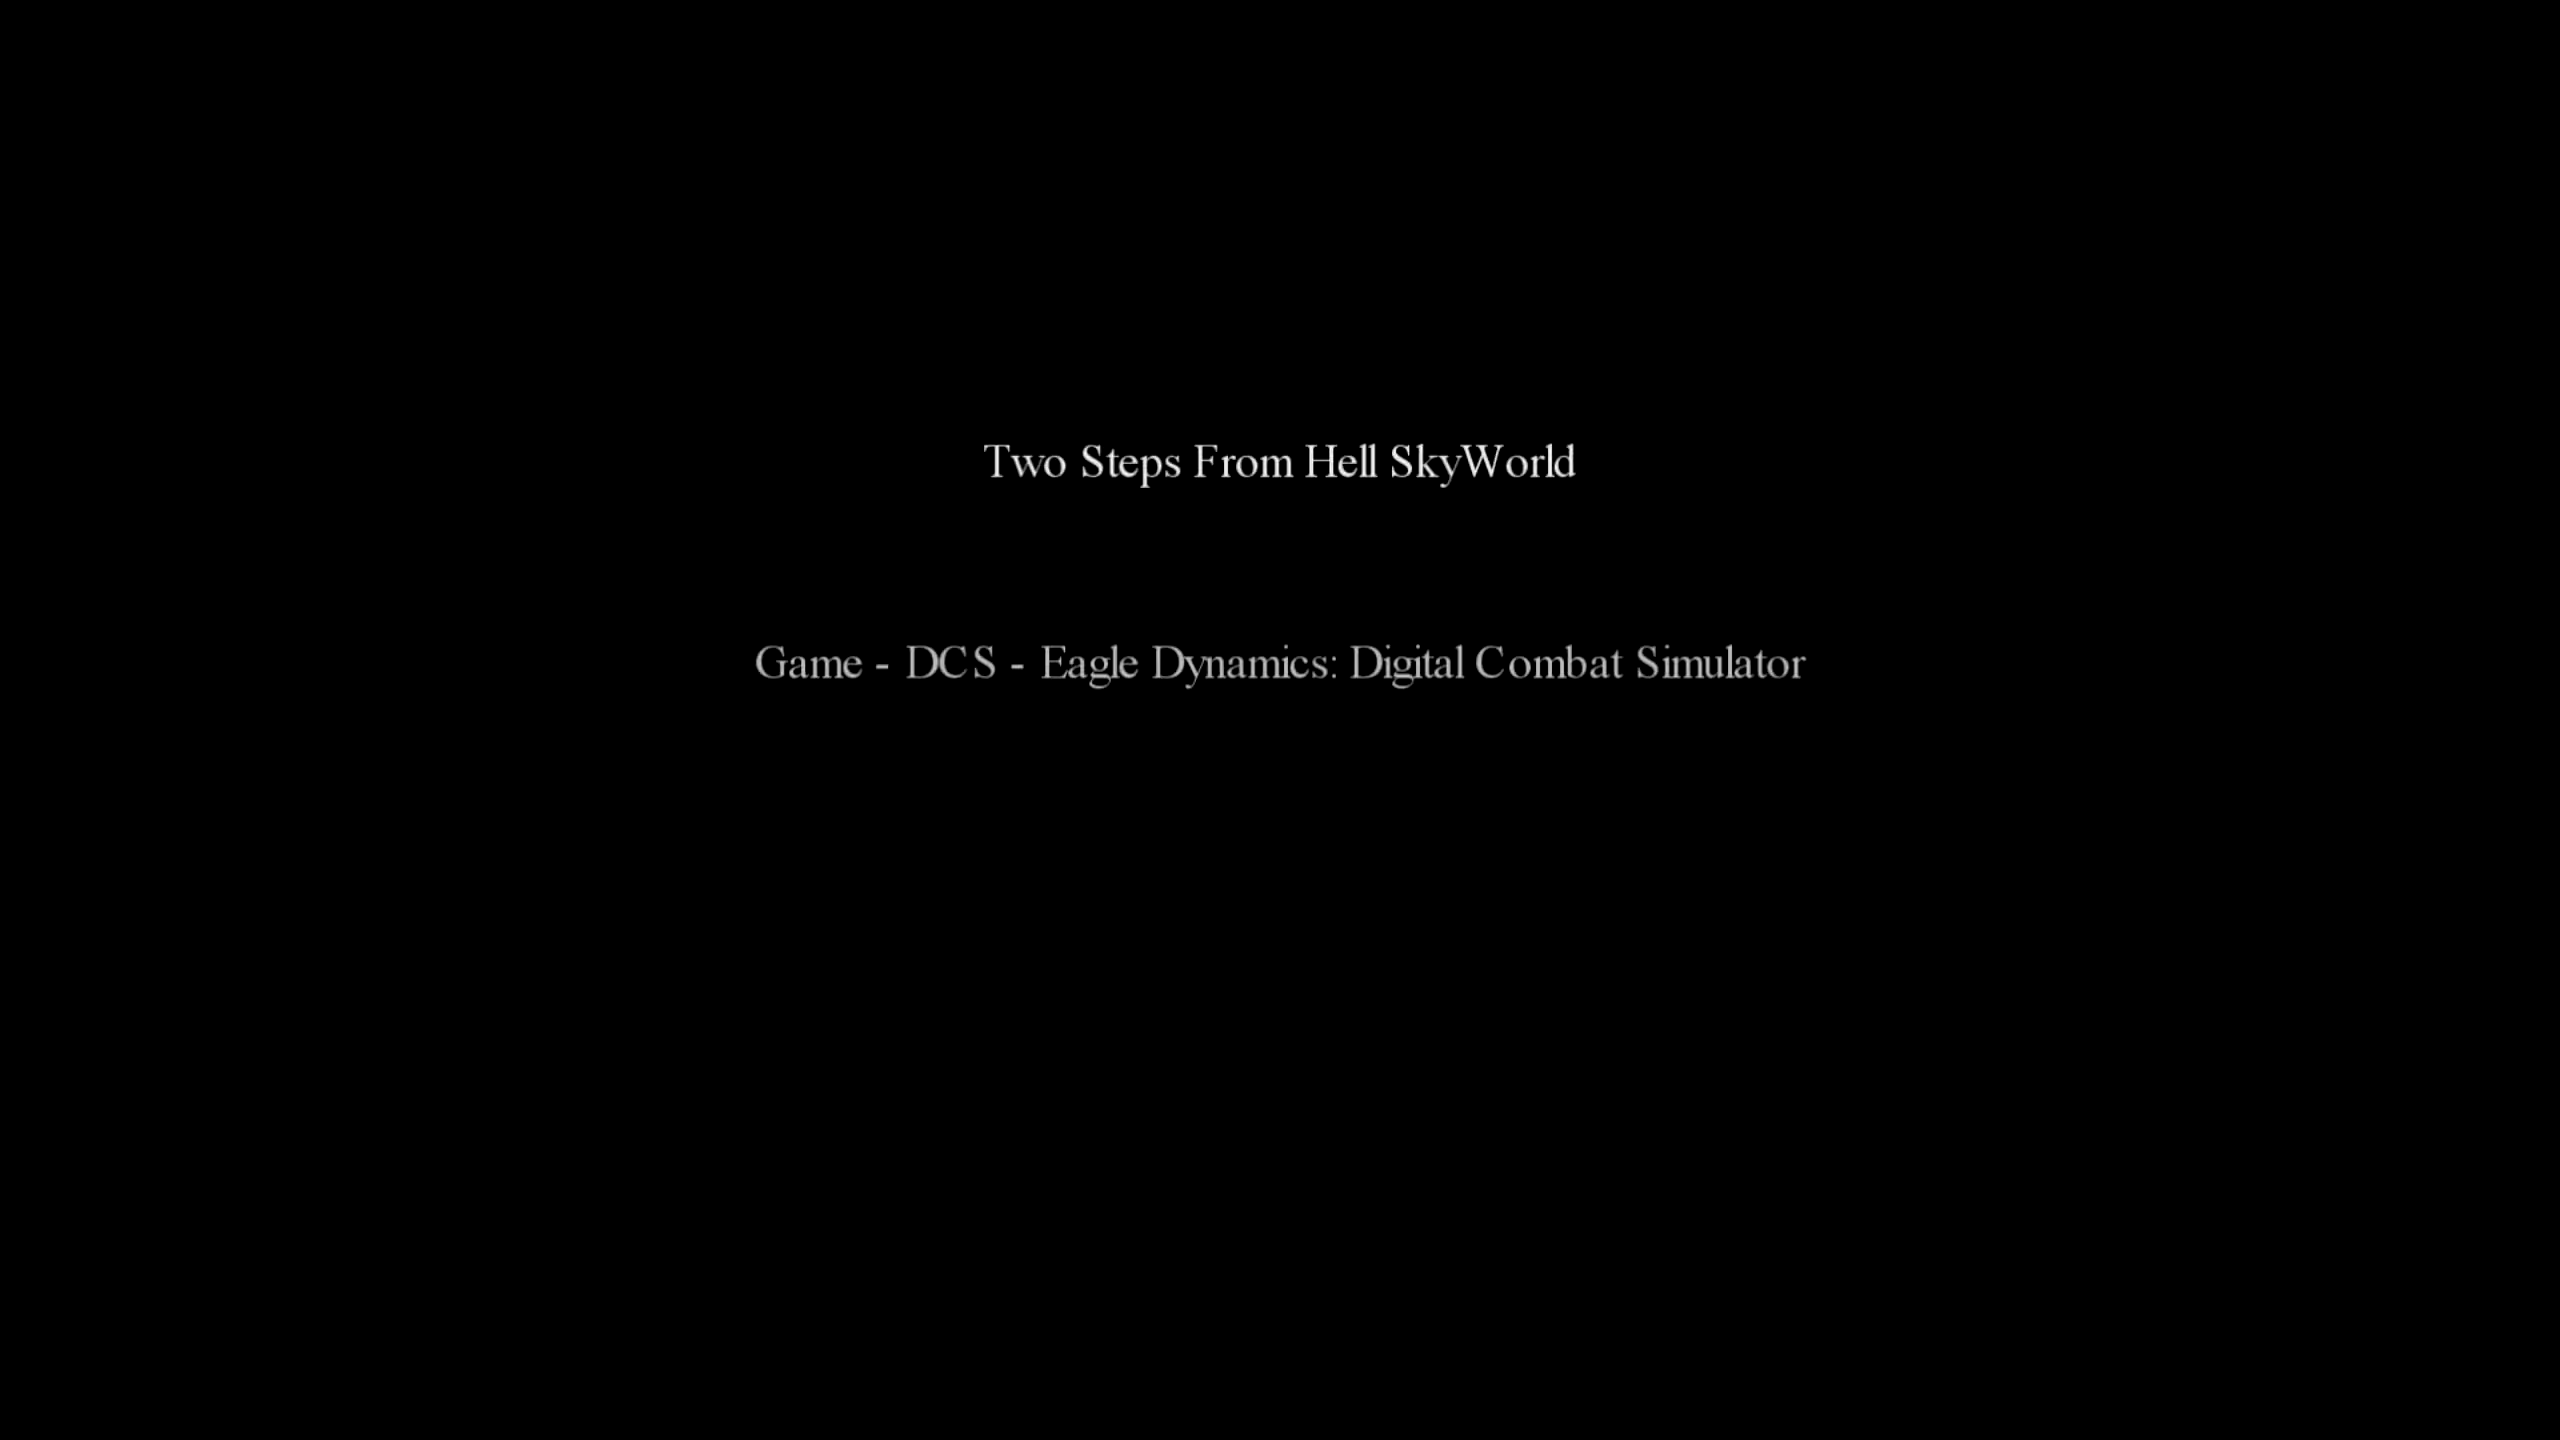 Two Steps From Hell SkyWorld
Game - DCS - Eagle Dynamics: Digital Combat Simulator